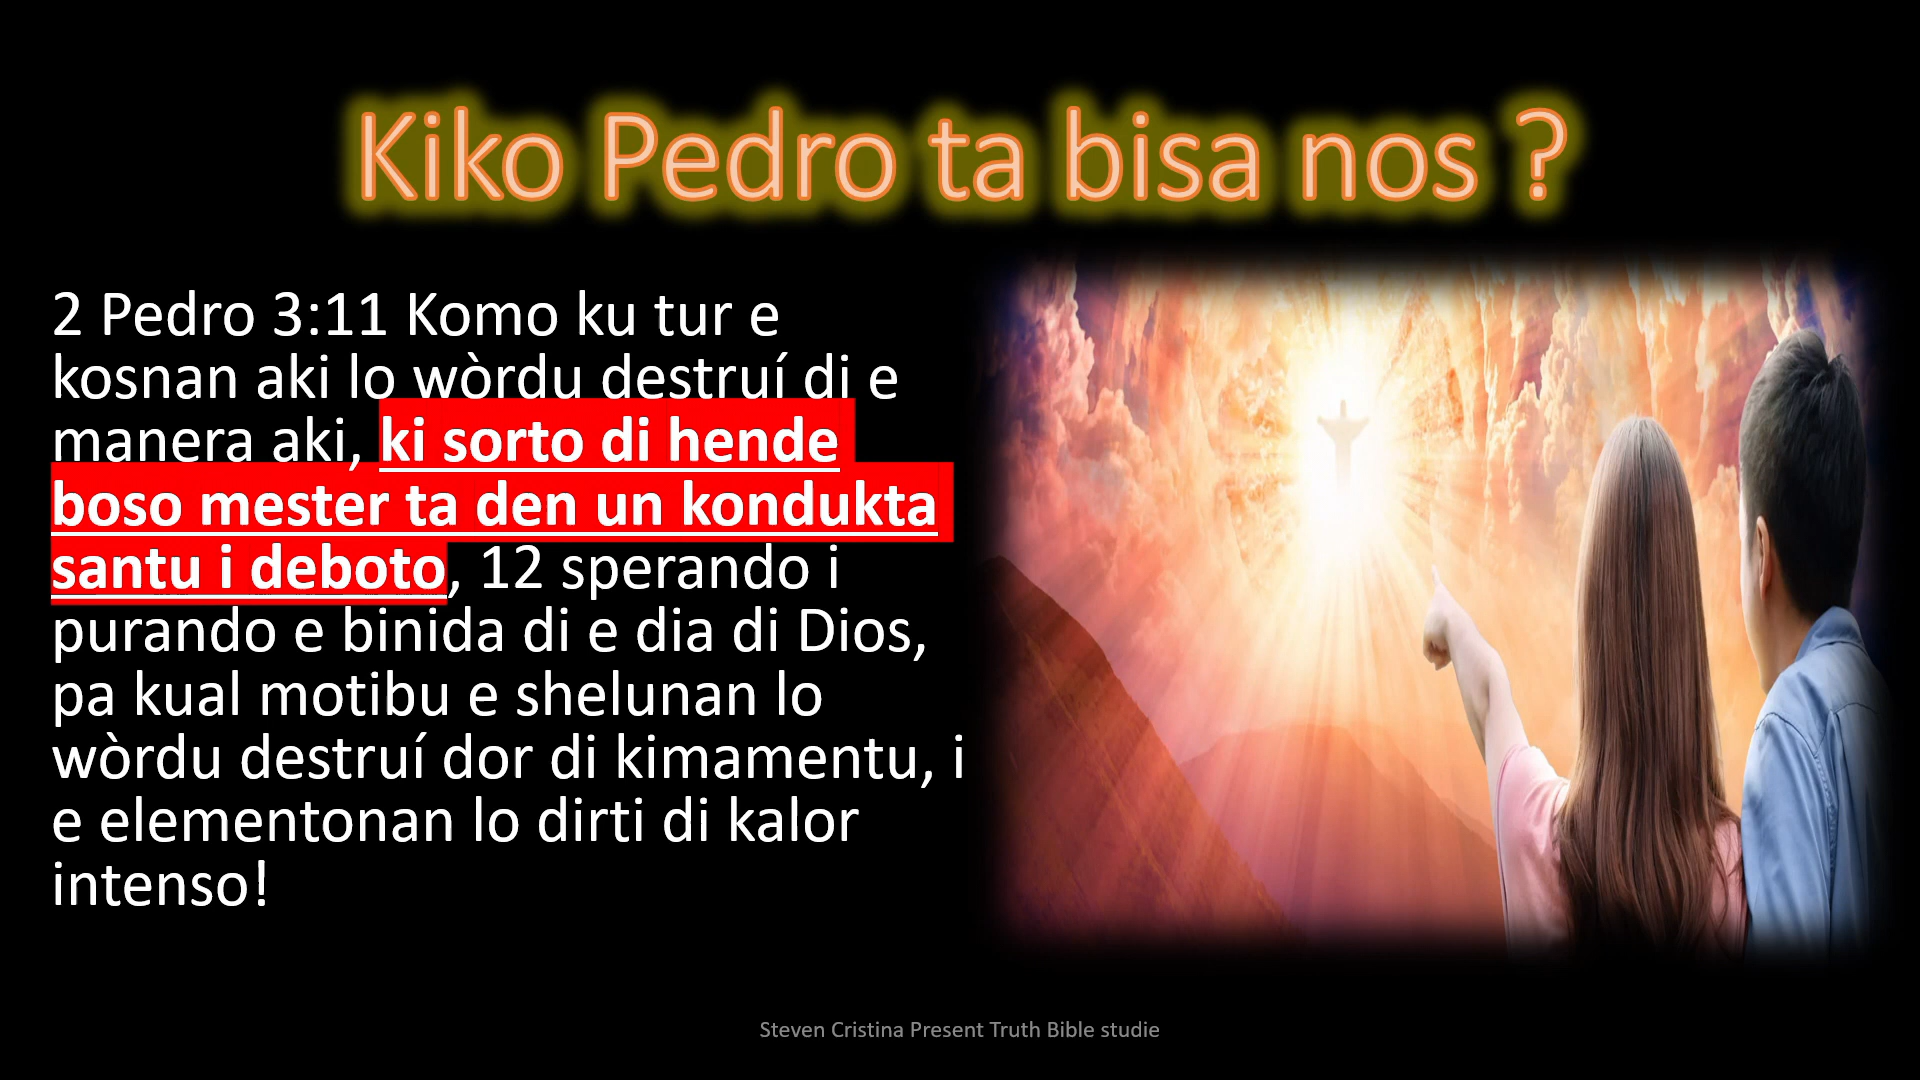 Kiko Pedro ta bisa nos ?
2 Pedro 3:11 Komo ku tur e
kosnan aki lo wòrdu destruí di e
manera aki, ki sorto di hende
boso mester ta den un kondukta
santu i deboto, 12 sperando i
purando e binida di e dia di Dios,
pa kual motibu e shelunan lo
wòrdu destruí dor di kimamentu, i
e elementonan lo dirti di kalor
intenso!
Steven Cristina Present Truth Bible studie